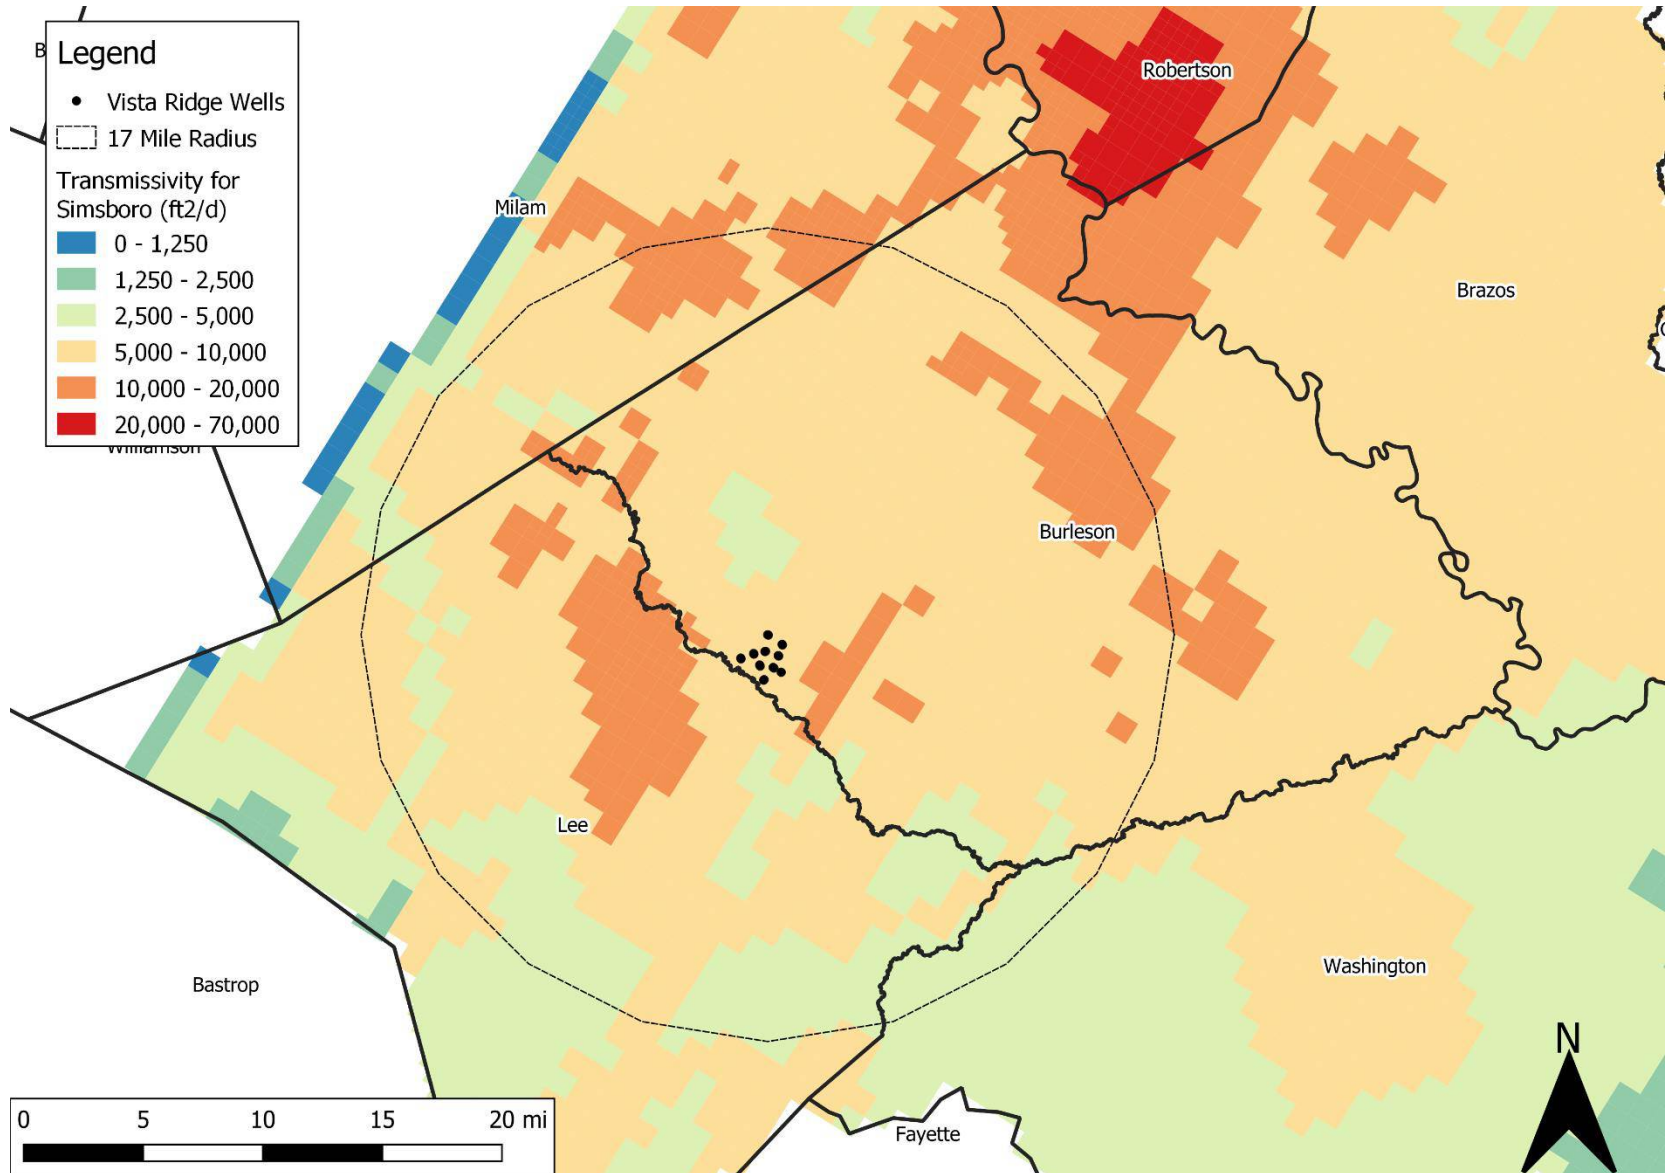 Legend
B
Vista Ridge Wells
17 Mile Radius
Transmissivity for
Simsboro (ft2/d)
0 - 1,250
1,250 - 2,500
2,500 - 5,000
5,000 - 10,000
10,000 - 20,000
20,000 - 70,000
Williamson
Robertson
Milam
Brazos
Burleson
Lee
Washington
Bastrop
Fayette
N
0 5 10 15 20 mi